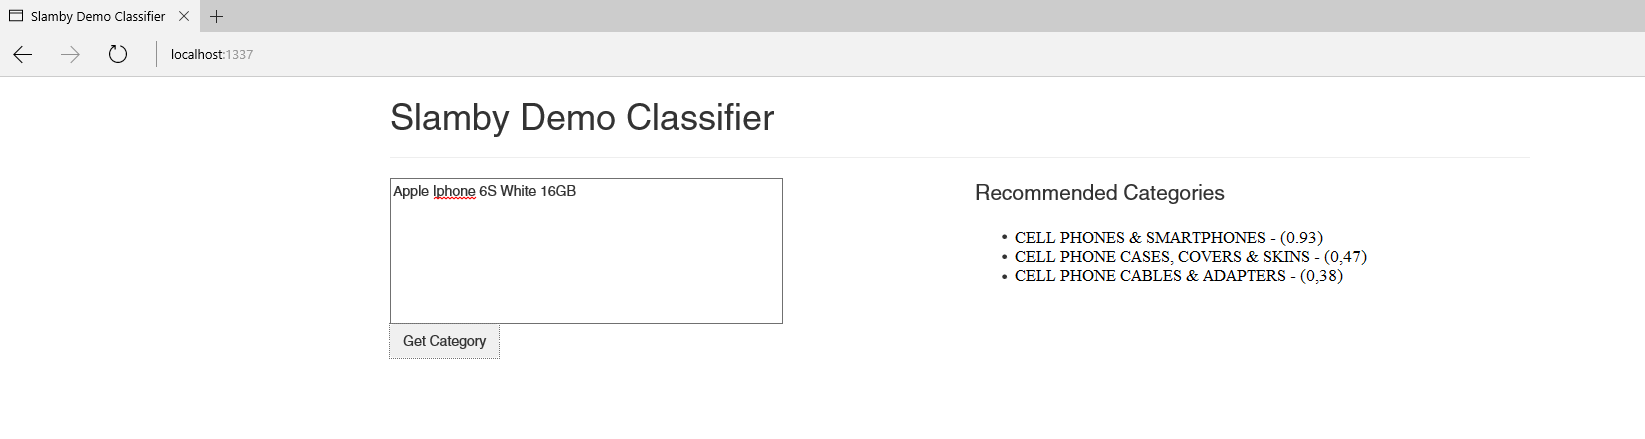 Slamby Demo Classifier
localhost:1337
Slamby Demo Classifier
Apple Iphone 6S White 16GB
Get Category
Recommended Categories
• CELL PHONES & SMARTPHONES - (0.93)
• CELL PHONE CASES, COVERS & SKINS - (0,47)
• CELL PHONE CABLES & ADAPTERS - (0,38)